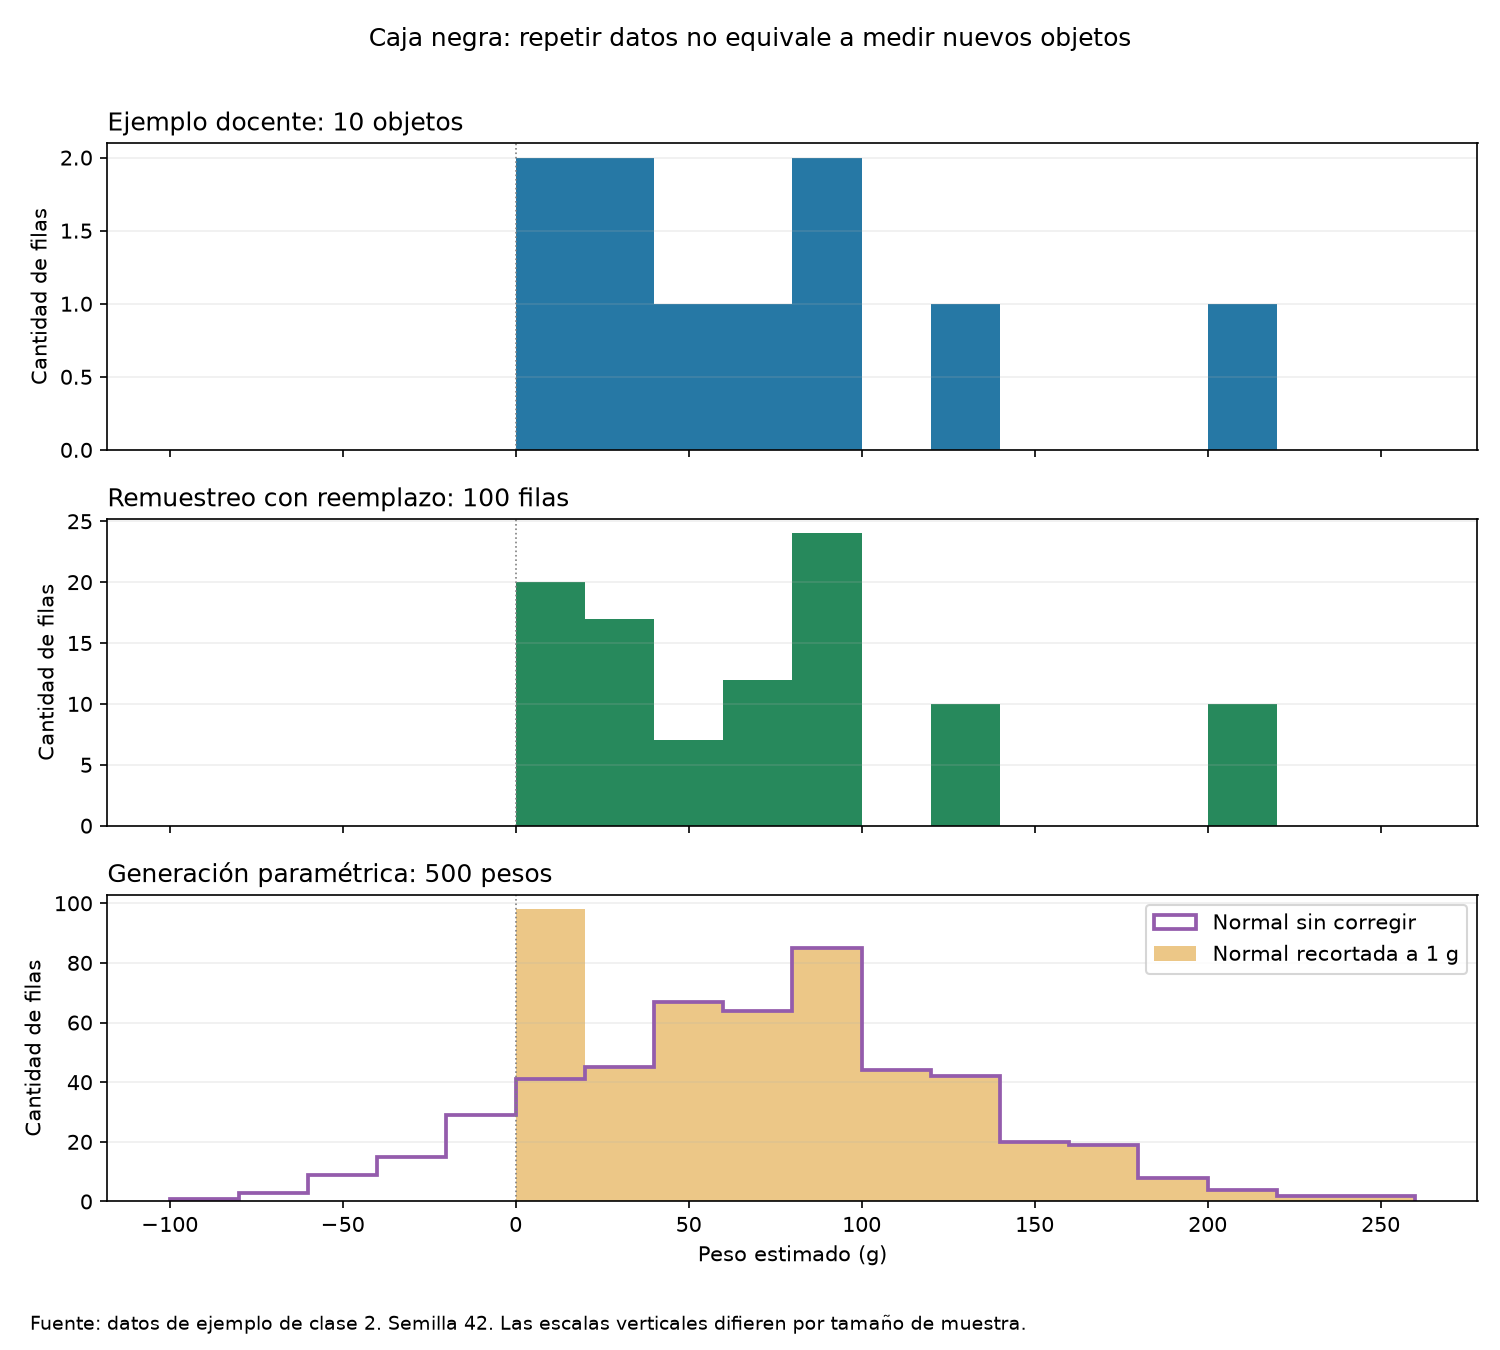 Caja negra: repetir datos no equivale a medir nuevos objetos
Ejemplo docente: 10 objetos
Cantidad de filas
2.0
1.5
1.0
0.5
0.0
Remuestreo con reemplazo: 100 filas
Cantidad de filas
25
20
15
10
5
0
Generación paramétrica: 500 pesos
Cantidad de filas
100
80
60
40
20
0
Normal sin corregir
Normal recortada a 1 g
−100 −50 0 50 100 150 200 250
Peso estimado (g)
Fuente: datos de ejemplo de clase 2. Semilla 42. Las escalas verticales difieren por tamaño de muestra.